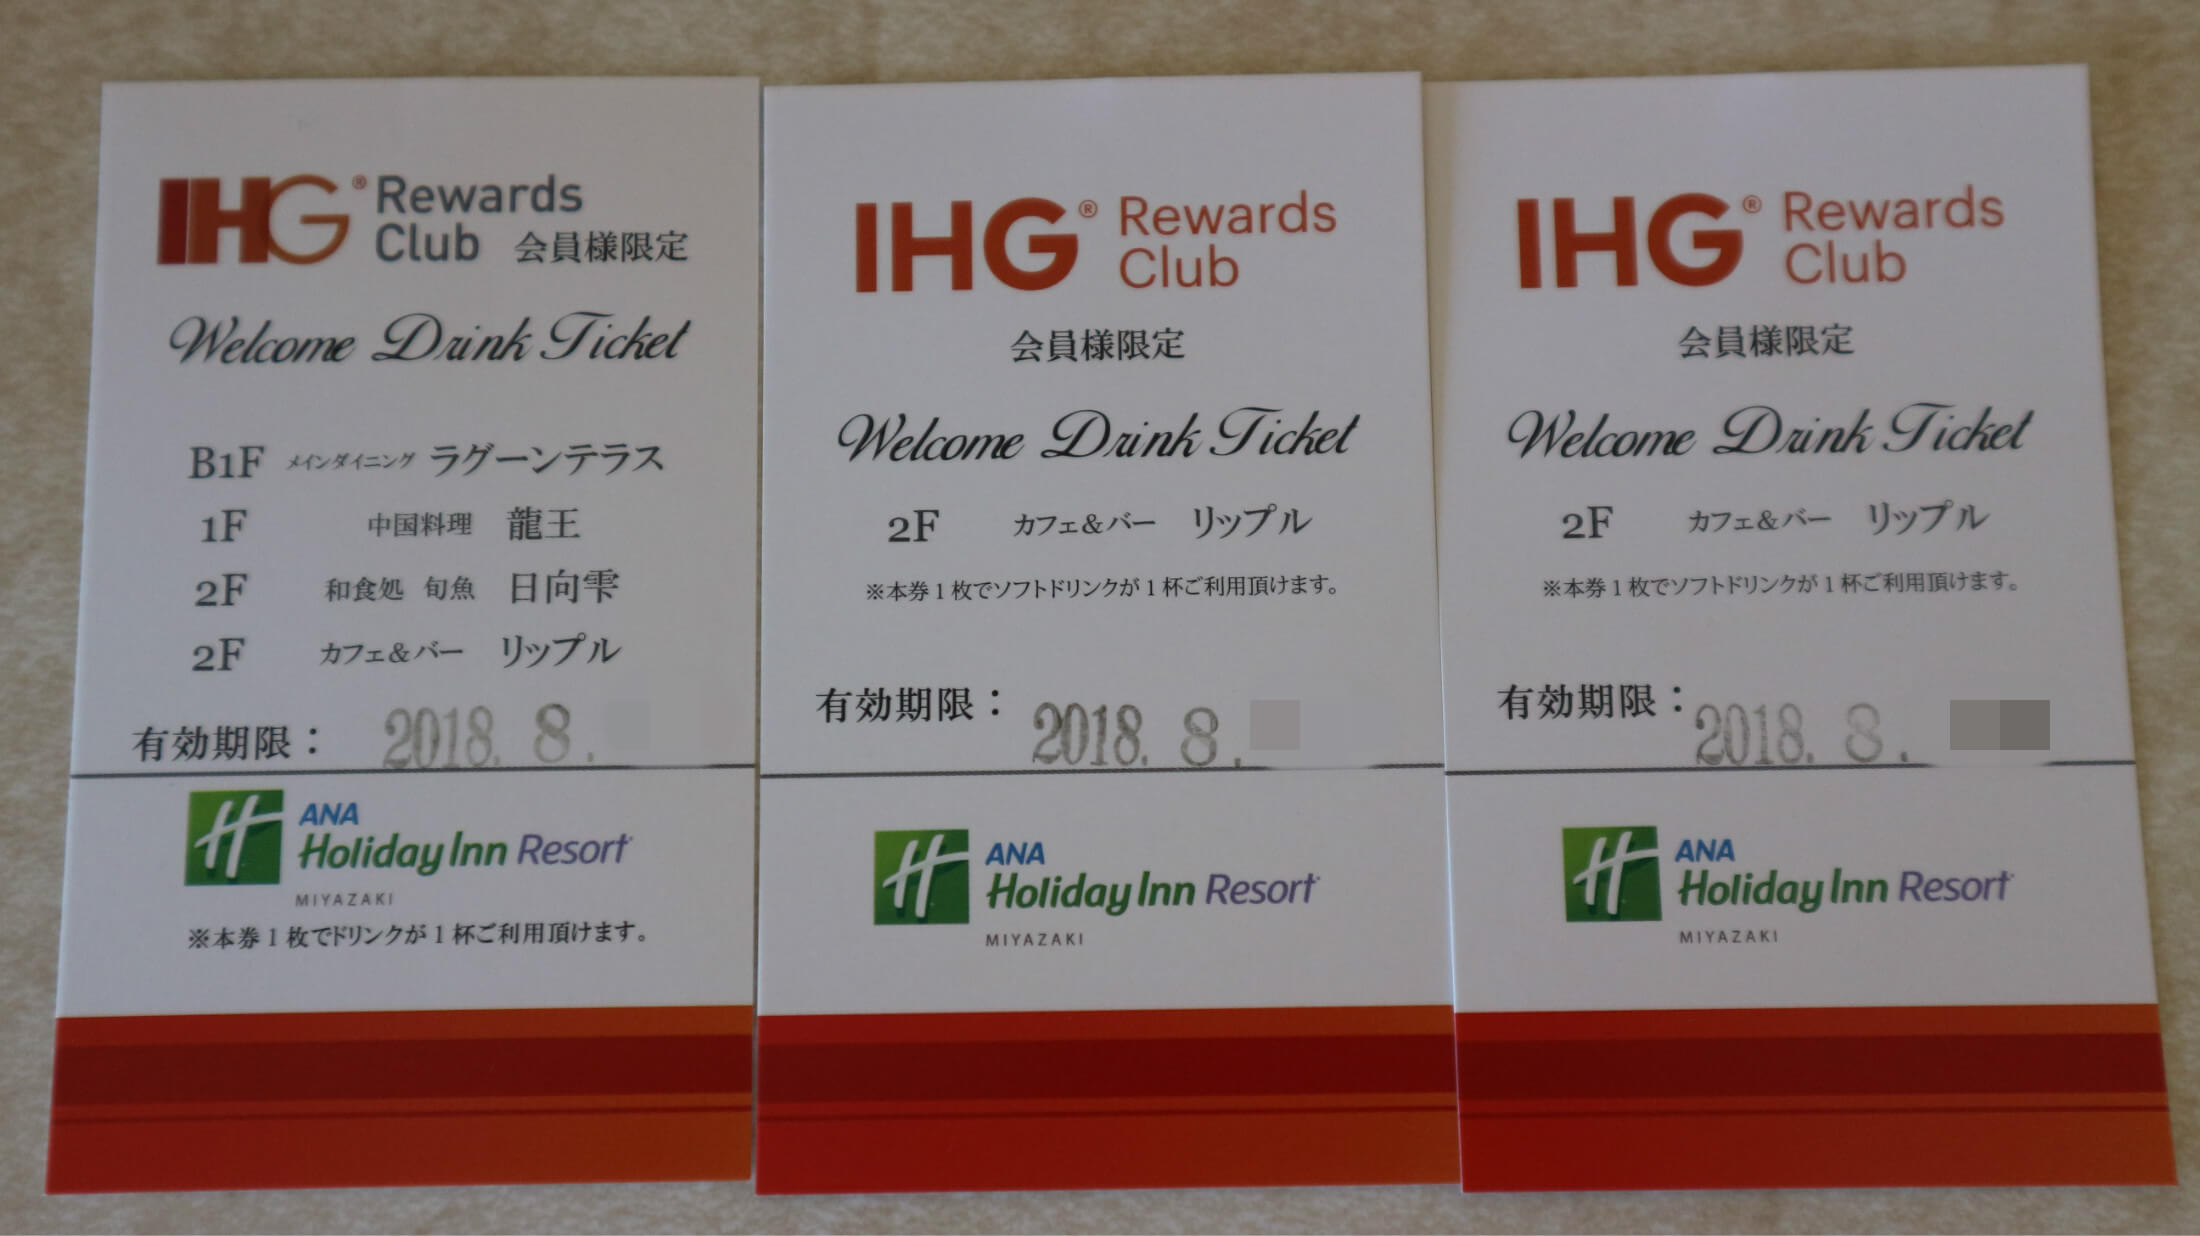 IHG® Rewards
Club 会員様限定
Welcome Drink Ticket
B1F メインダイニング ラグーンテラス
1F 中国料理 龍王
2F 和食処 旬魚 日向雫
2F カフェ&バー リップル
有効期限: 2018. 8.
ANA
Holiday Inn Resort
MIYAZAKI
※本券1枚でドリンクが1杯ご利用頂けます。
IHG® Rewards
Club
会員様限定
Welcome Drink Ticket
2F カフェ&バー リップル
※本券1枚でソフトドリンクが1杯ご利用頂けます。
有効期限: 2018. 8.
ANA
Holiday Inn Resort
MIYAZAKI
IHG® Rewards
Club
会員様限定
Welcome Drink Ticket
2F カフェ&バー リップル
※本券1枚でソフトドリンクが1杯ご利用頂けます。
有効期限: 2018. 8.
ANA
Holiday Inn Resort
MIYAZAKI